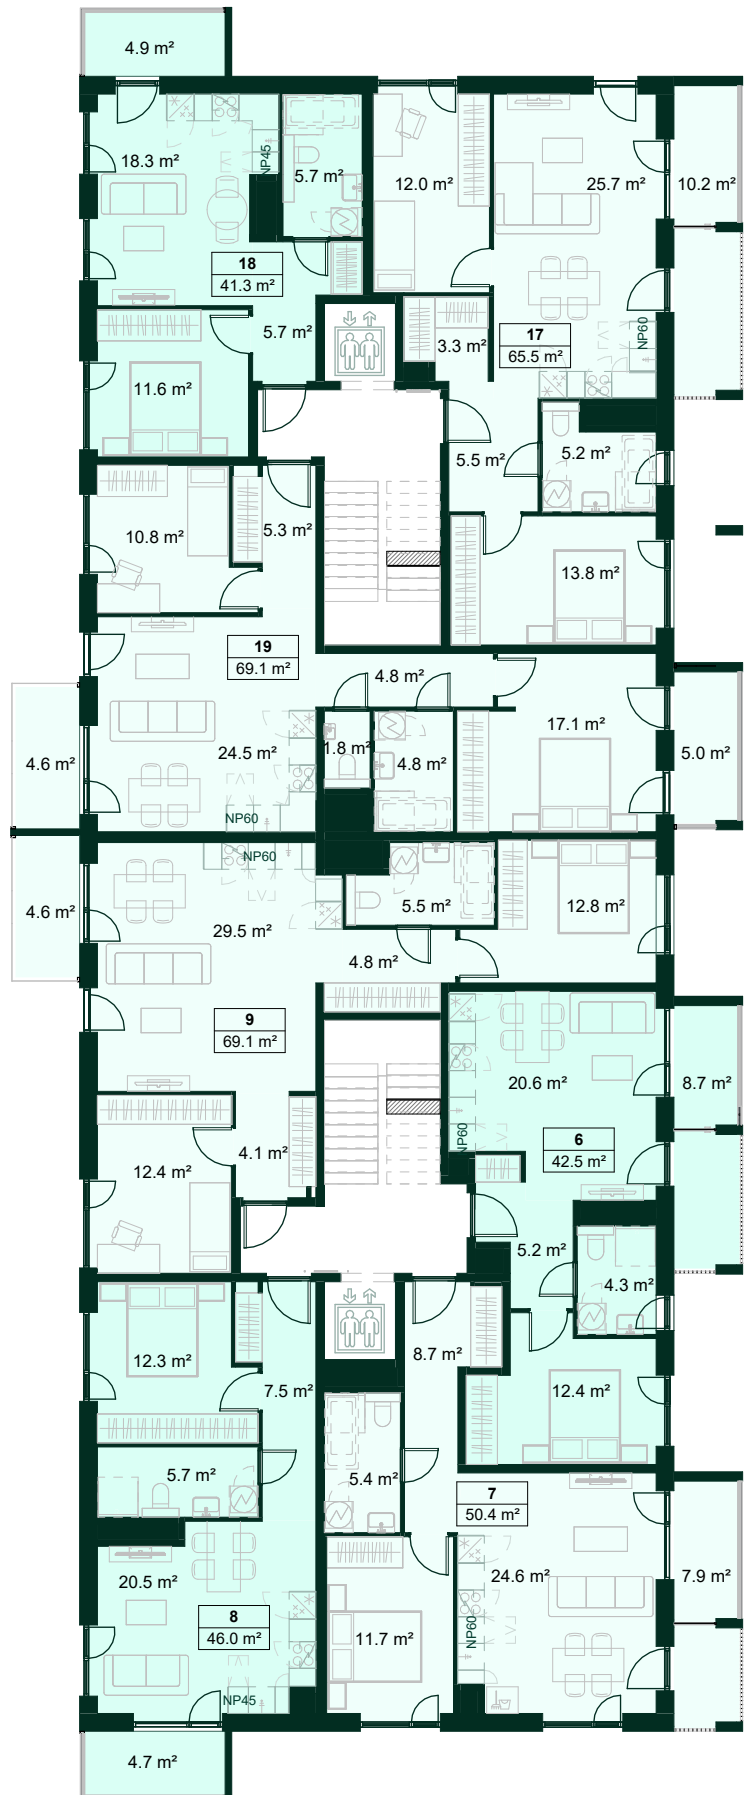 4.9 m²
18.3 m²
NP45
5.7 m²
12.0 m²
25.7 m²
10.2 m²
18
41.3 m²
5.7 m²
3.3 m²
17
65.5 m²
NP60
11.6 m²
5.5 m²
5.2 m²
10.8 m²
5.3 m²
13.8 m²
19
69.1 m²
4.8 m²
17.1 m²
4.6 m²
24.5 m²
1.8 m²
4.8 m²
5.0 m²
NP60
NP60
4.6 m²
29.5 m²
5.5 m²
12.8 m²
4.8 m²
9
69.1 m²
20.6 m²
8.7 m²
NP60
6
42.5 m²
4.1 m²
12.4 m²
5.2 m²
4.3 m²
12.3 m²
8.7 m²
7.5 m²
12.4 m²
5.7 m²
5.4 m²
7
50.4 m²
20.5 m²
24.6 m²
7.9 m²
8
46.0 m²
11.7 m²
NP60
NP45
4.7 m²